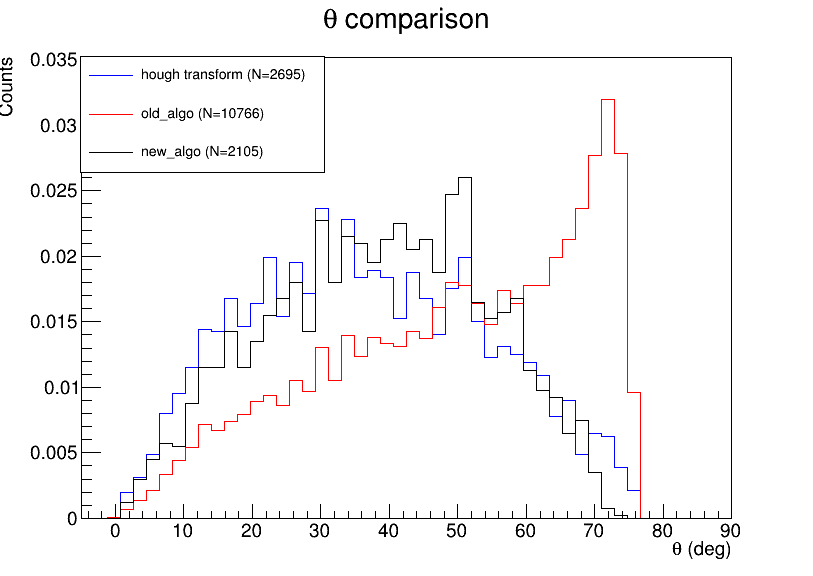 θ comparison
Counts
0.035
0.03
0.025
0.02
0.015
0.01
0.005
0
hough transform (N=2695)
old_algo (N=10766)
new_algo (N=2105)
0 10 20 30 40 50 60 70 80 90
θ (deg)